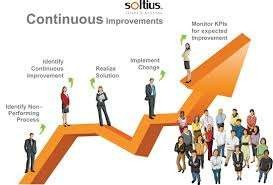 soltius
Continuous Improvements
Monitor KPIs
for expected
Improvement
Implement
Change
Identify
Continuous
Improvement
Realize
Solution
Identify Non-
Performing
Process